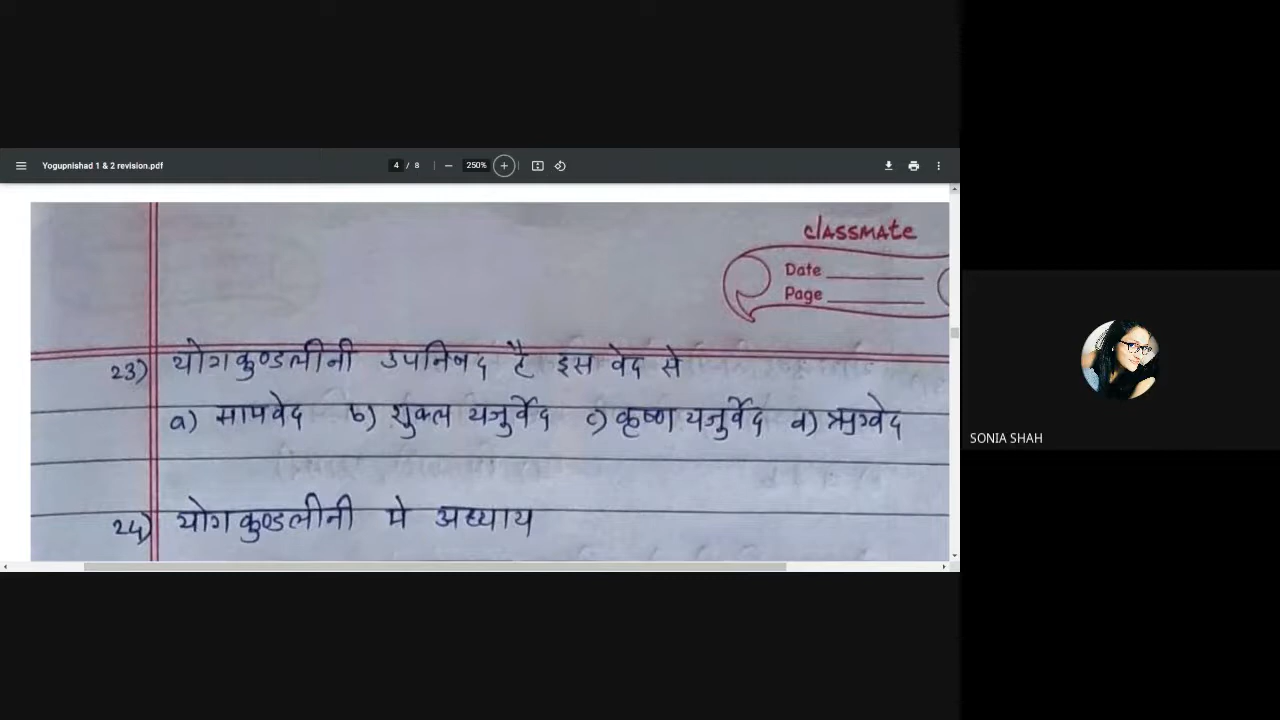 Yogupnishad 1 & 2 revision.pdf 4 / 8 250%
classmate
Date
Page
23) योगकुण्डलीनी उपनिषद है इस वेद से
a) सामवेद b) शुक्ल यजुर्वेद c) कृष्ण यजुर्वेद d) ऋग्वेद
24) योगकुण्डलीनी मे अध्याय
SONIA SHAH